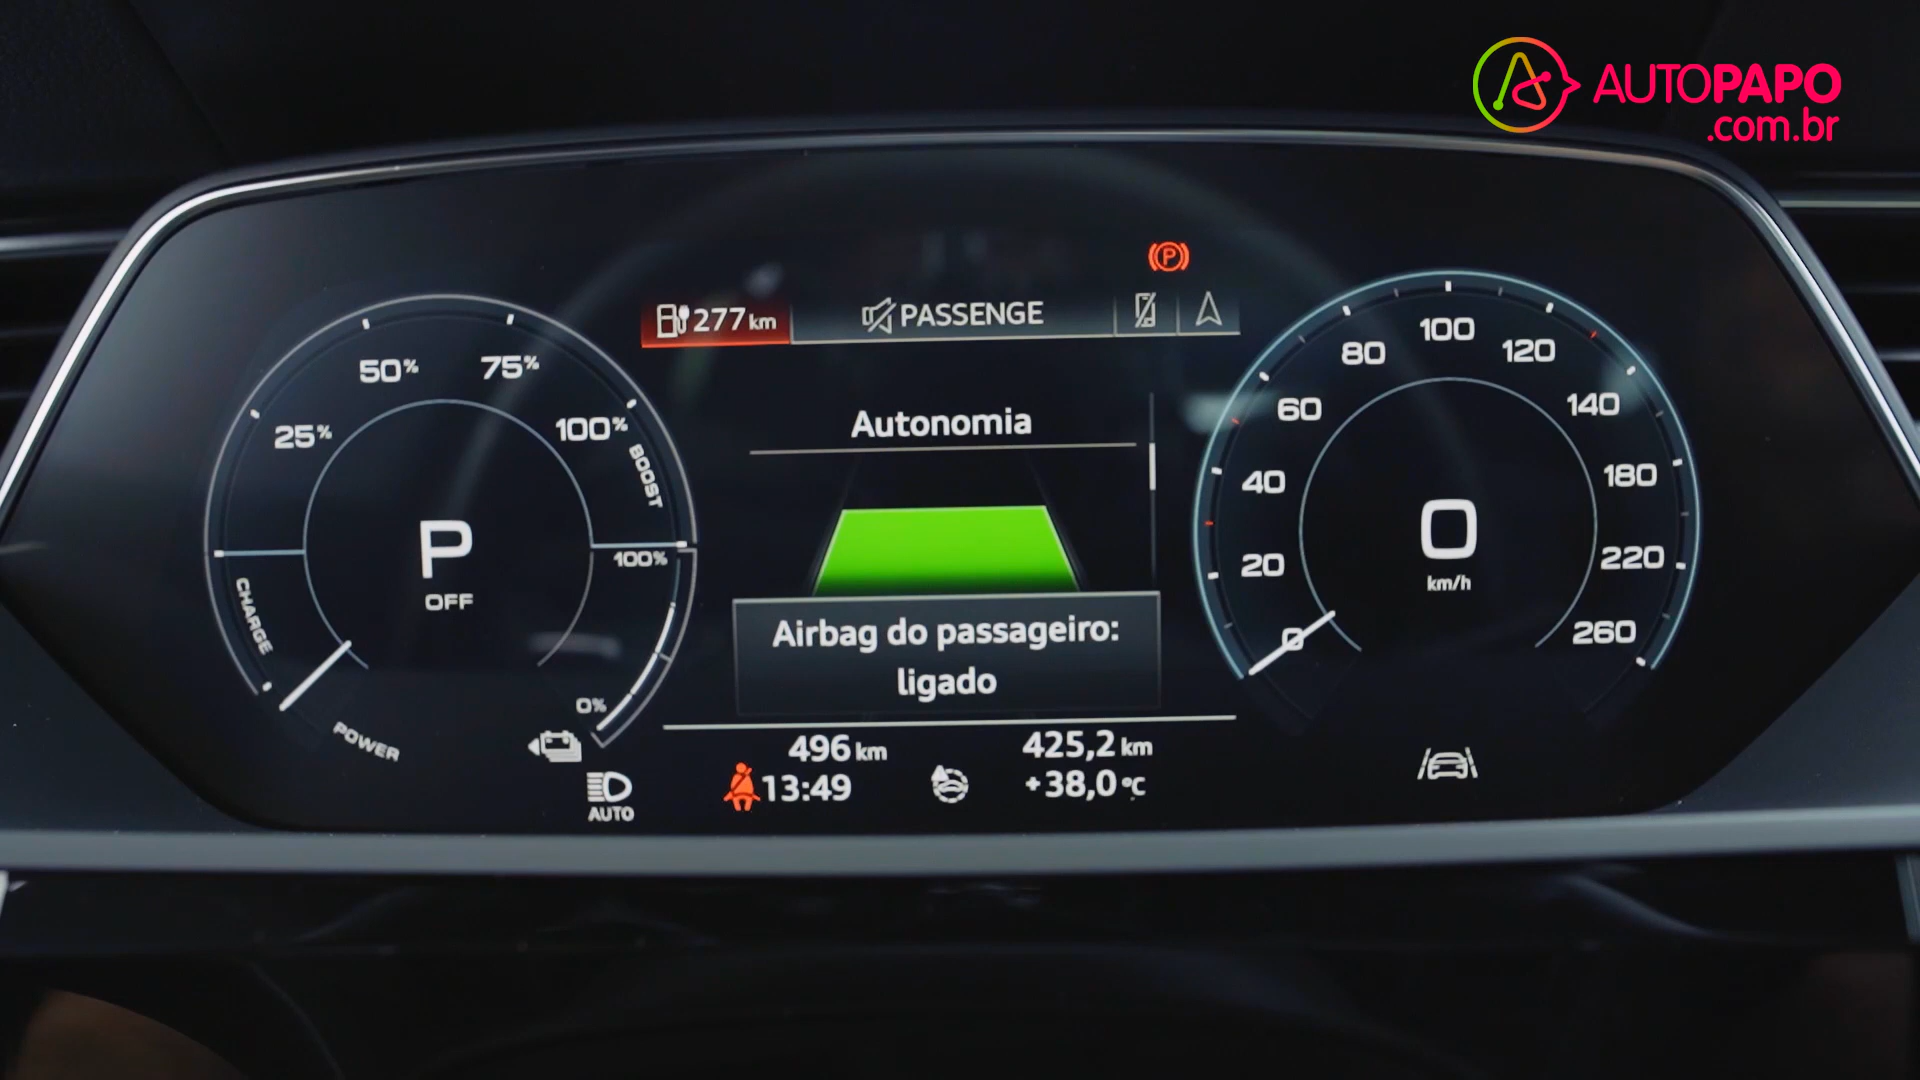 AUTOPAPO
.com.br
277 km
PASSENGE
Autonomia
Airbag do passageiro:
ligado
25%
50%
75%
100%
BOOST
100%
CHARGE
P
OFF
0%
POWER
0
20
40
60
80
100
120
140
180
220
260
0
km/h
496 km
425,2 km
13:49
+38,0 °C
AUTO